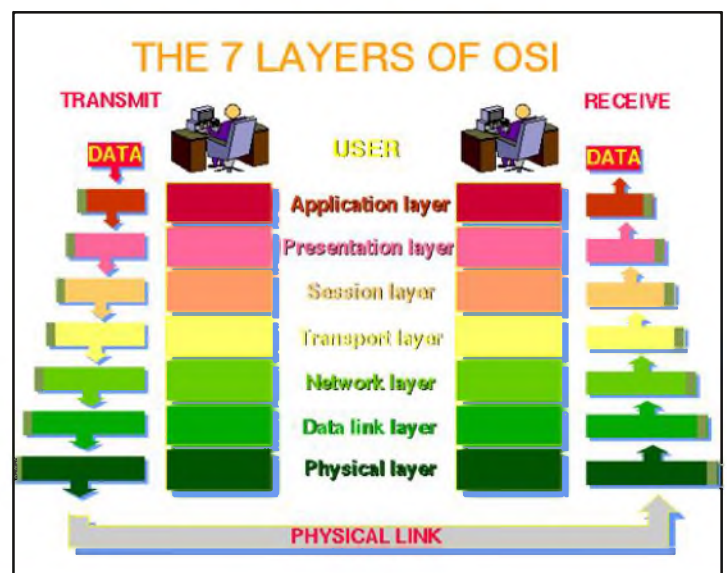 THE 7 LAYERS OF OSI
TRANSMIT
RECEIVE
DATA
USER
DATA
Application layer
Presentation layer
Session layer
Transport layer
Network layer
Data link layer
Physical layer
PHYSICAL LINK